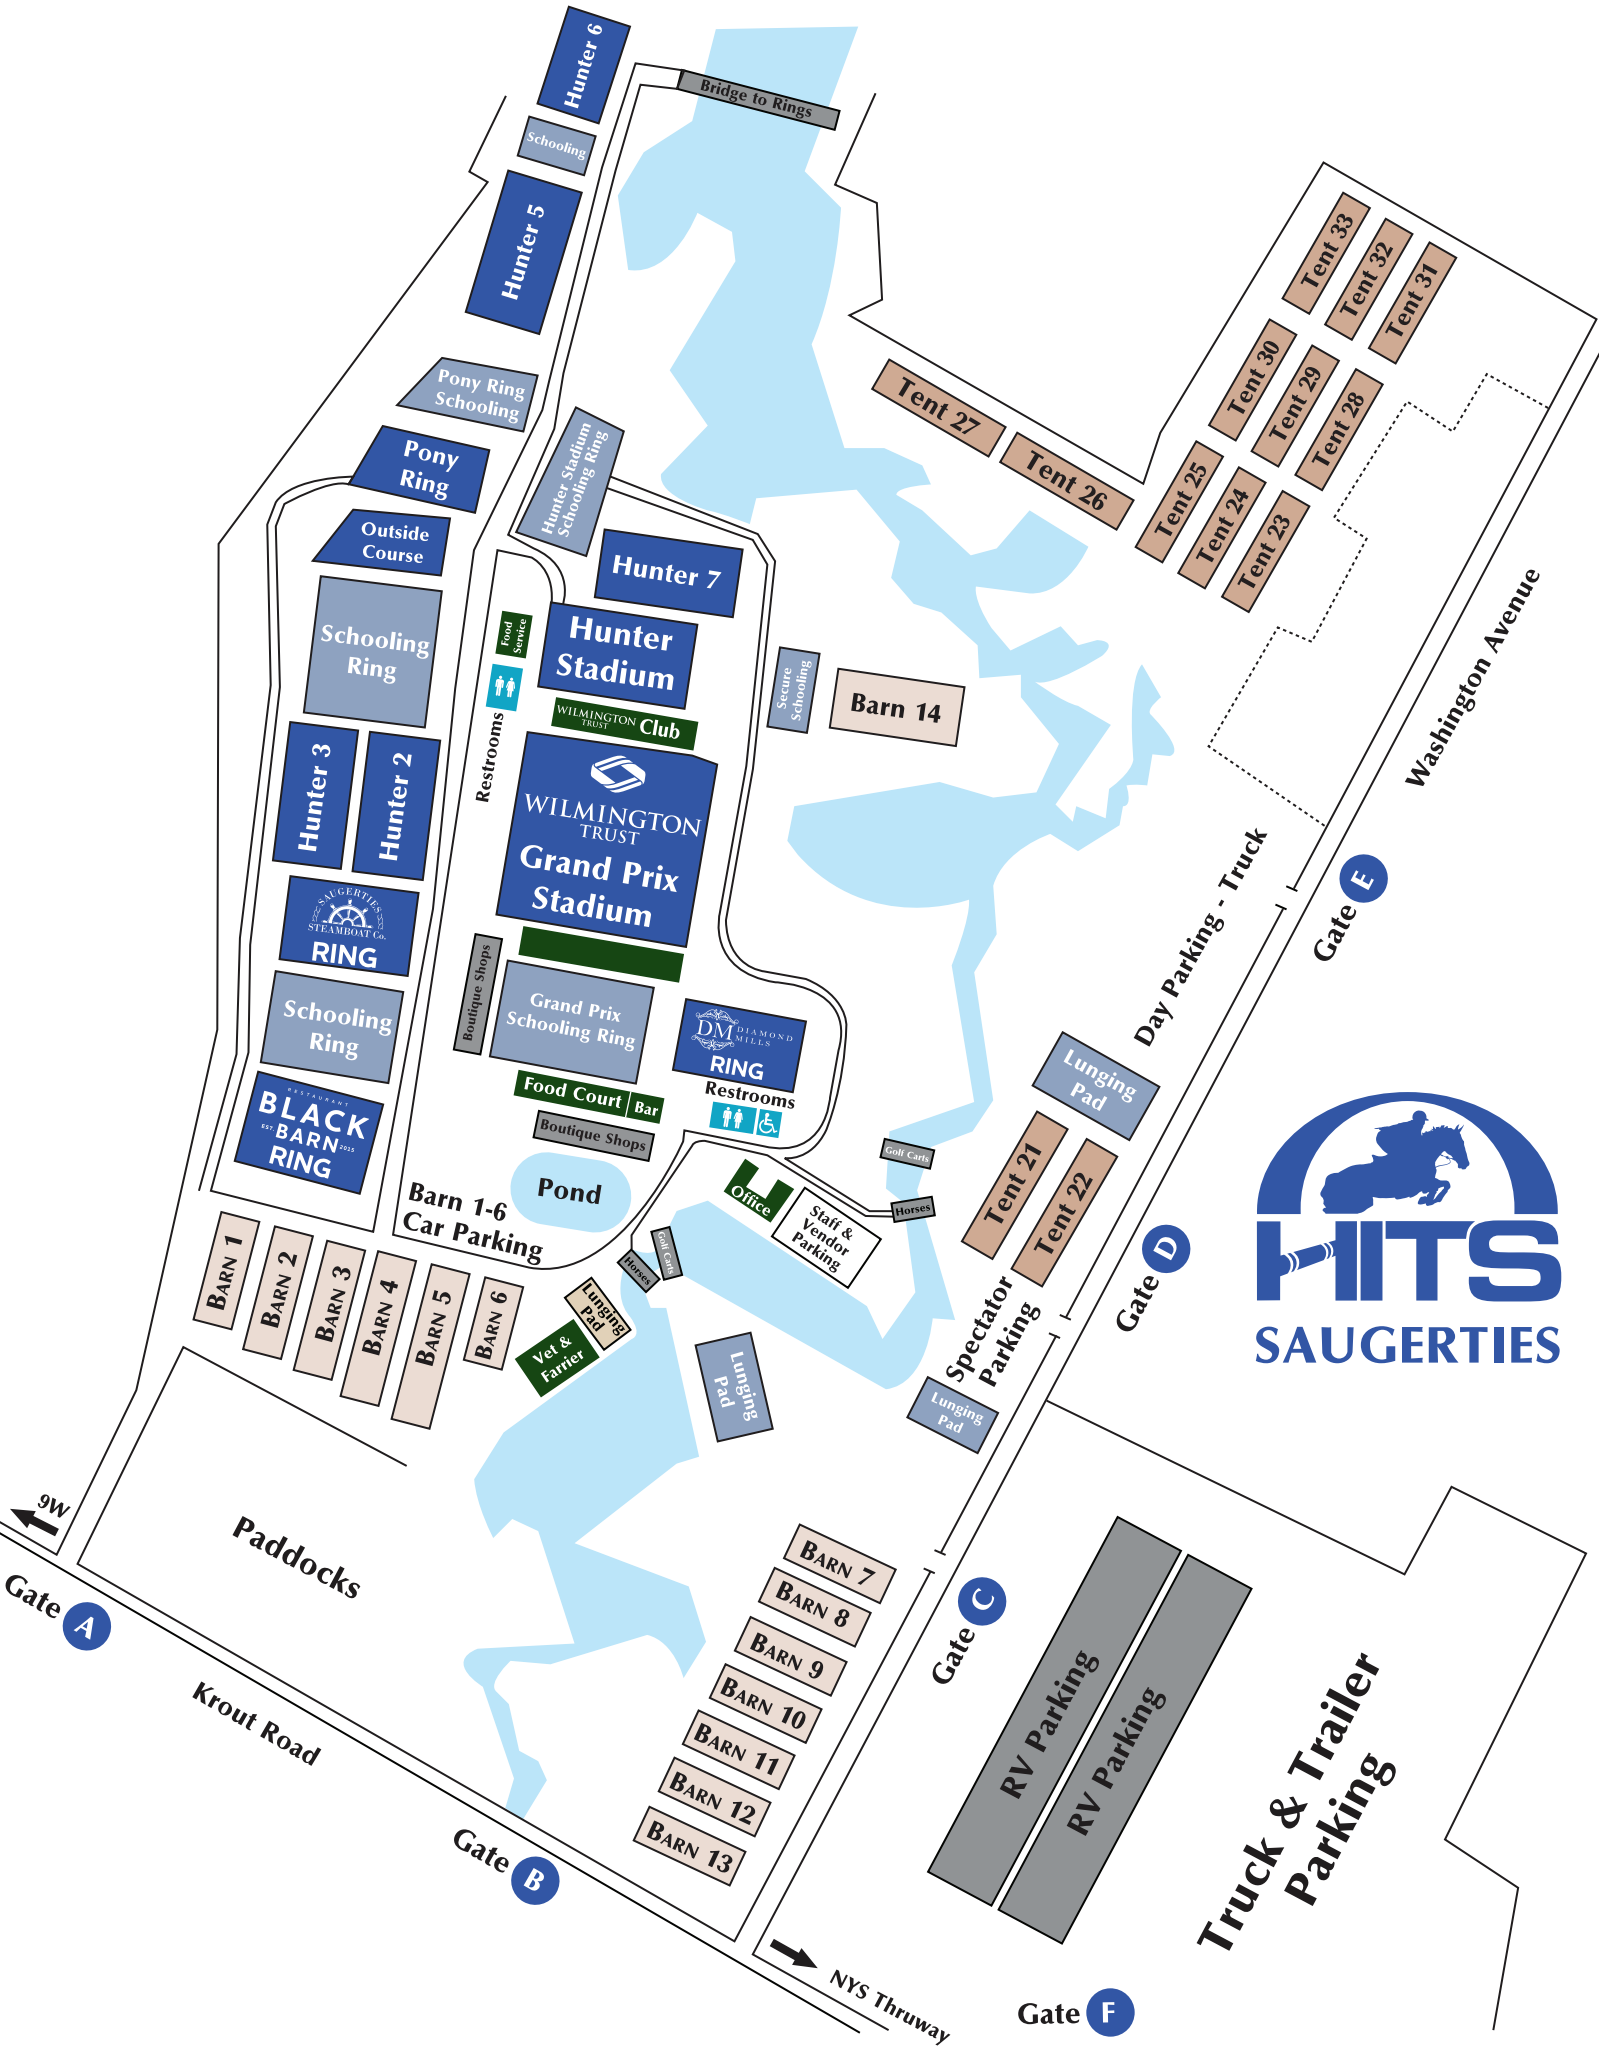 Hunter 6
Schooling
Bridge to Rings
Hunter 5
Pony Ring
Schooling
Pony
Ring
Outside
Course
Schooling
Ring
Hunter 3
Hunter 2
SAUGERTIES
STEAMBOAT Co.
RING
Schooling
Ring
RESTAURANT
BLACK
EST. BARN 2015
RING
Hunter Stadium
Schooling Ring
Hunter 7
Food
Service
Hunter
Stadium
Restrooms
WILMINGTON
TRUST
Club
WILMINGTON
TRUST
Grand Prix
Stadium
Secure
Schooling
Barn 14
Boutique Shops
Grand Prix
Schooling Ring
DM DIAMOND
MILLS
RING
Restrooms
Food Court
Bar
Boutique Shops
Pond
Barn 1-6
Car Parking
Office
Staff &
Vendor
Parking
Golf Carts
Horses
Golf Carts
Horses
Lunging
Pad
Vet &
Farrier
Lunging
Pad
BARN 1
BARN 2
BARN 3
BARN 4
BARN 5
BARN 6
Paddocks
9W
Gate A
Krout Road
Gate B
Tent 33
Tent 32
Tent 31
Tent 30
Tent 29
Tent 28
Tent 27
Tent 26
Tent 25
Tent 24
Tent 23
Washington Avenue
Day Parking - Truck
Gate E
Lunging
Pad
Tent 21
Tent 22
Gate D
Spectator
Parking
Lunging
Pad
HITS
SAUGERTIES
BARN 7
BARN 8
BARN 9
BARN 10
BARN 11
BARN 12
BARN 13
Gate C
RV Parking
RV Parking
Truck & Trailer
Parking
NYS Thruway
Gate F